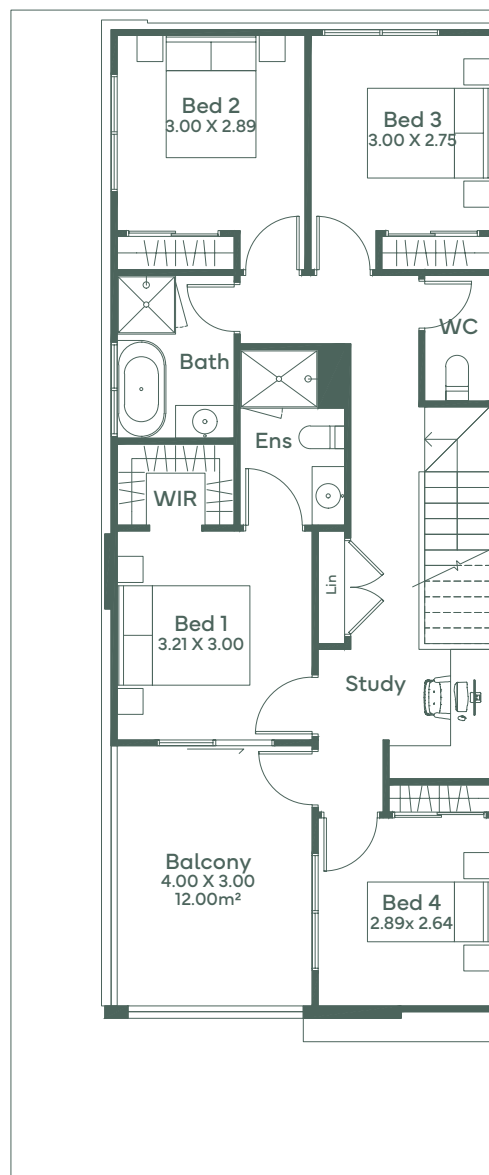 Bed 2
3.00 X 2.89
Bed 3
3.00 X 2.75
WC
Bath
Ens
WIR
Lin
Bed 1
3.21 X 3.00
Study
Balcony
4.00 X 3.00
12.00m²
Bed 4
2.89x 2.64